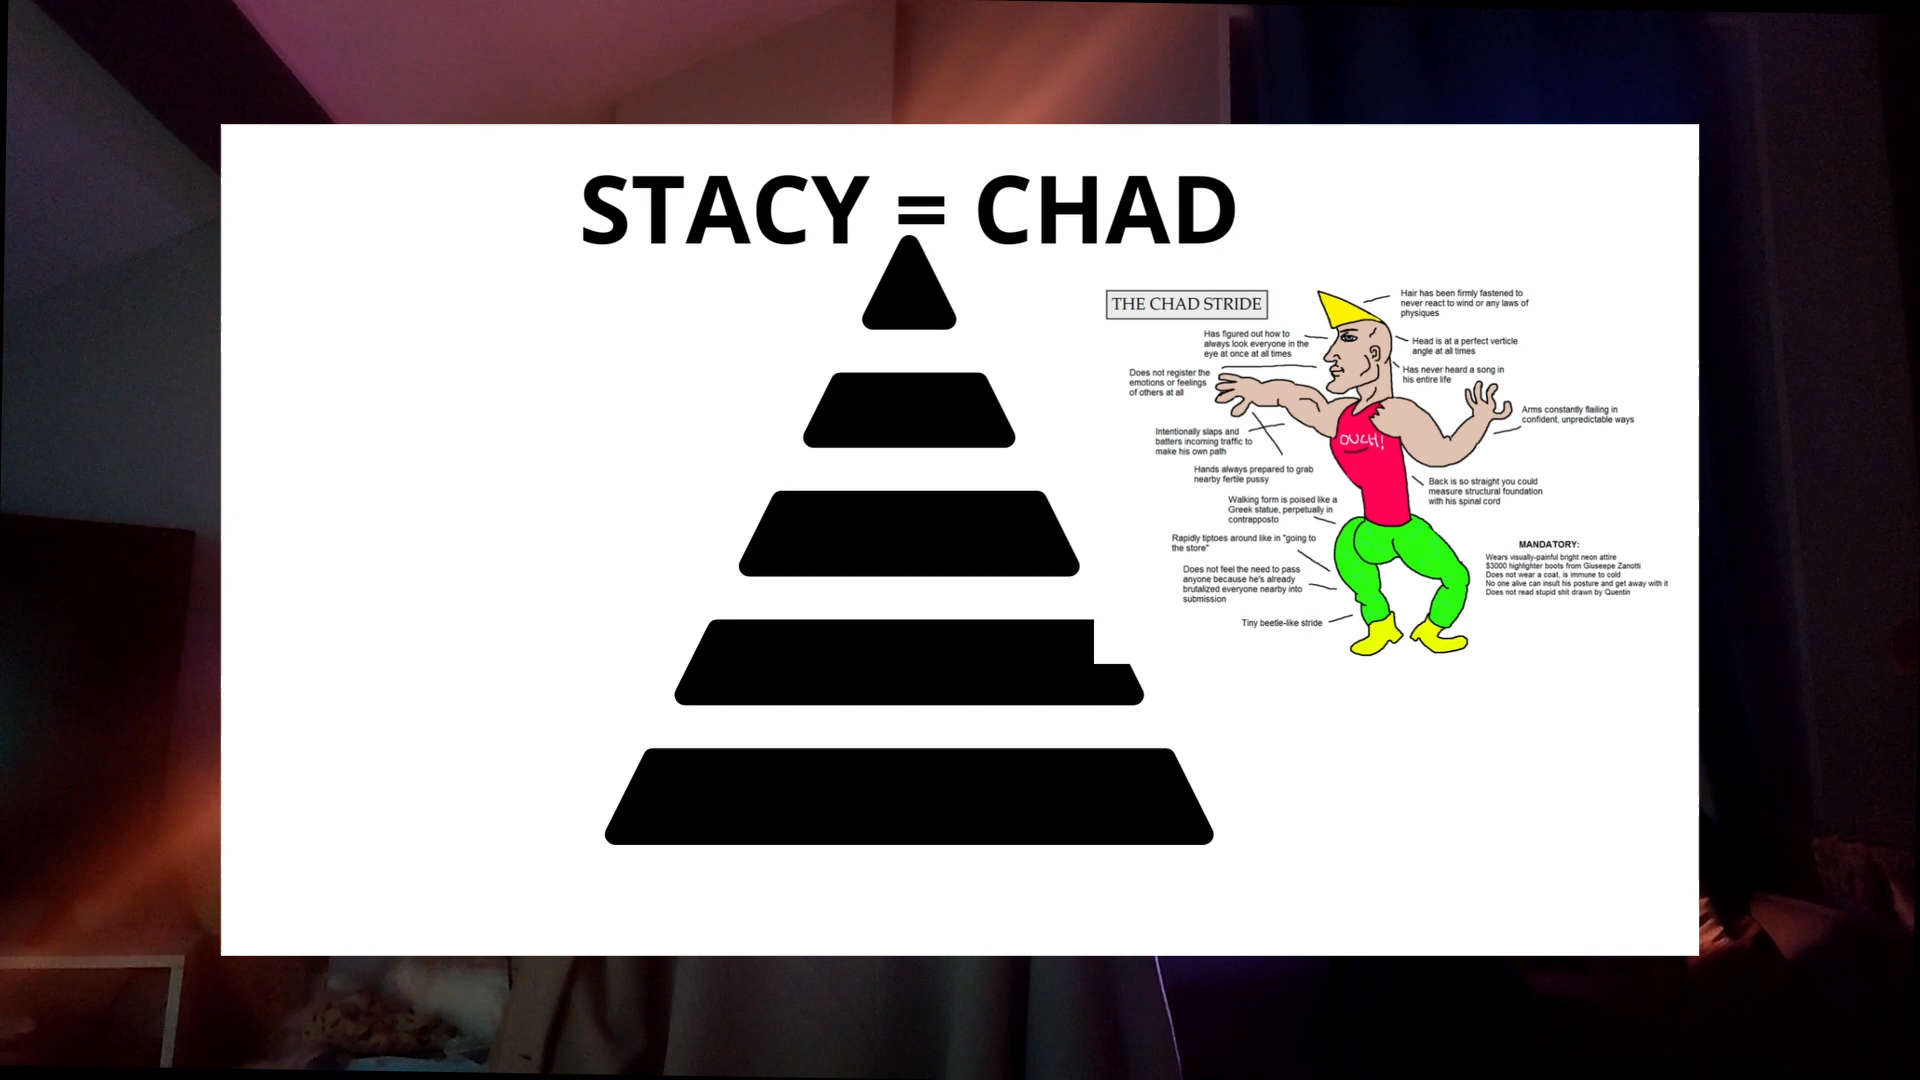 STACY = CHAD
THE CHAD STRIDE
Hair has been firmly fastened to
never react to wind or any laws of
physiques
Has figured out how to
always look everyone in the
eye at once at all times
Head is at a perfect verticle
angle at all times
Does not register the
emotions or feelings
of others at all
Has never heard a song in
his entire life
Arms constantly flailing in
confident, unpredictable ways
Intentionally slaps and
batters incoming traffic to
make his own path
OUCH!
Hands always prepared to grab
nearby fertile pussy
Back is so straight you could
measure structural foundation
with his spinal cord
Walking form is poised like a
Greek statue, perpetually in
contrapposto
Rapidly tiptoes around like in "going to
the store"
MANDATORY:
Wears visually-painful bright neon attire
$3000 highlighter boots from Giuseepe Zanotti
Does not wear a coat, is immune to cold
No one alive can insult his posture and get away with it
Does not read stupid shit drawn by Quentin
Does not feel the need to pass
anyone because he's already
brutalized everyone nearby into
submission
Tiny beetle-like stride